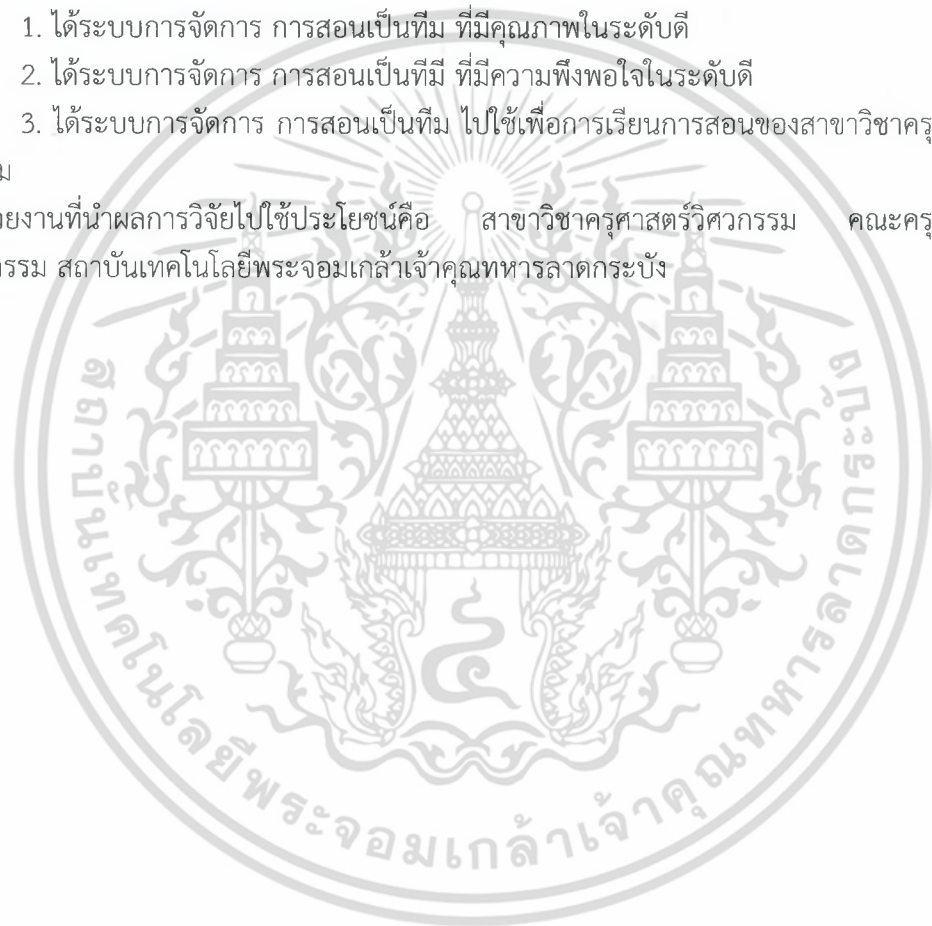 1. ได้ระบบการจัดการ การสอนเป็นทีม ที่มีคุณภาพในระดับดี
2. ได้ระบบการจัดการ การสอนเป็นทีมี ที่มีความพึงพอใจในระดับดี
3. ได้ระบบการจัดการ การสอนเป็นทีม ไปใช้เพื่อการเรียนการสอนของสาขาวิชาครุ
ม
ยงานที่นำผลการวิจัยไปใช้ประโยชน์คือ สาขาวิชาครุศาสตร์วิศวกรรม คณะครุ
กรรม สถาบันเทคโนโลยีพระจอมเกล้าเจ้าคุณทหารลาดกระบัง
สถาบันเทคโนโลยีพระจอมเกล้าเจ้าคุณทหารลาดกระบัง
๔